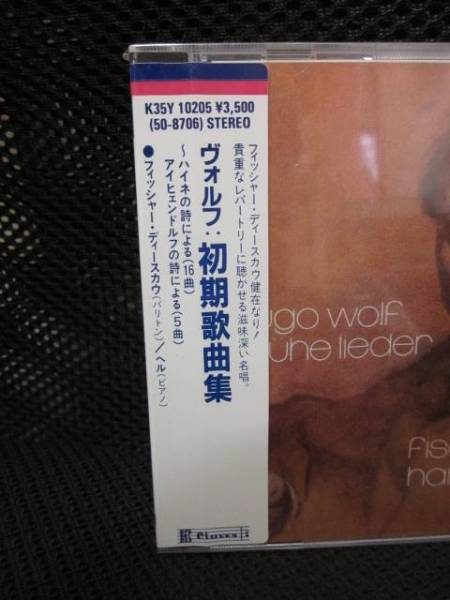 K35Y 10205 ¥3,500
(50-8706) STEREO
フィッシャー・ディースカウ健在なり!
貴重なレパートリーに聴かせる滋味深い名唱。
ヴォルフ:初期歌曲集
〜ハイネの詩による(16曲)
アイヒェンドルフの詩による(5曲)
●フィッシャー・ディースカウ(バリトン)/ヘル(ピアノ)
ugo wolf
ühe lieder
fis
har
Claves